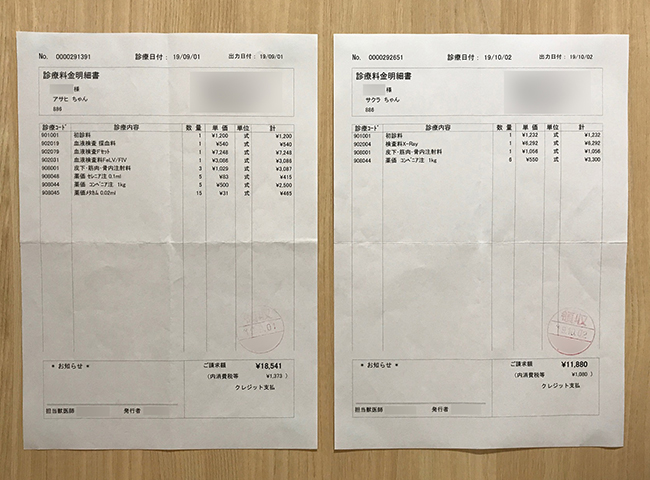 No. 0000291391 診療日付: 19/09/01 出力日付: 19/09/01
診療料金明細書
様
アサヒ ちゃん
886
診療コード 診療内容 数量 単価 単位 計
901001 初診料 1 ¥1,200 式 ¥1,200
902019 血液検査 採血料 1 ¥540 式 ¥540
902079 血液検査Fセット 1 ¥7,248 式 ¥7,248
902031 血液検査料FeLV/FIV 1 ¥3,086 式 ¥3,086
908001 皮下・筋肉・骨内注射料 3 ¥1,029 式 ¥3,087
908048 薬価 セレニア注 0.1ml 5 ¥83 式 ¥415
908044 薬価 コンベニア注 1kg 5 ¥500 式 ¥2,500
908045 薬価メタカム 0.02ml 15 ¥31 式 ¥465
* お知らせ *
ご請求額 ¥18,541
(内消費税等 ¥1,373)
クレジット支払
担当獣医師 発行者
No. 0000292651 診療日付: 19/10/02 出力日付: 19/10/02
診療料金明細書
様
サクラ ちゃん
888
診療コード 診療内容 数量 単価 単位 計
901001 初診料 1 ¥1,232 式 ¥1,232
902004 検査料X-Ray 1 ¥6,292 式 ¥6,292
908001 皮下・筋肉・骨内注射料 1 ¥1,056 式 ¥1,056
908044 薬価 コンベニア注 1kg 6 ¥550 式 ¥3,300
* お知らせ *
ご請求額 ¥11,880
(内消費税等 ¥1,080)
クレジット支払
担当獣医師 発行者